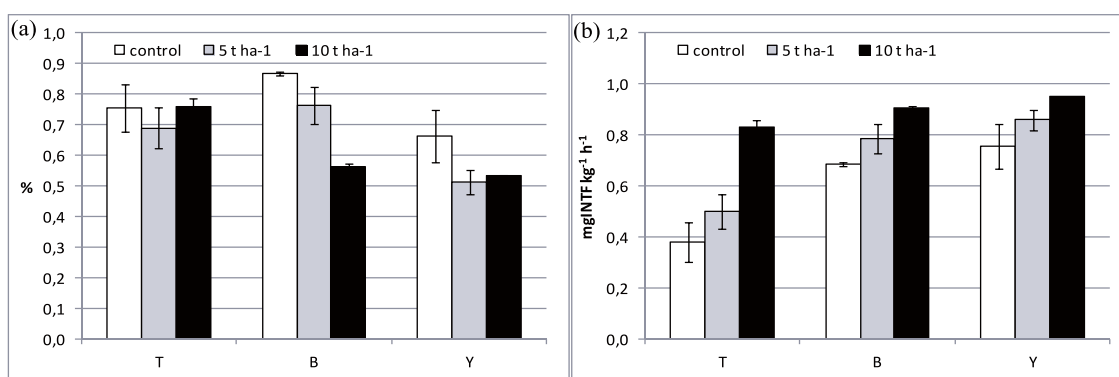 (a)
1,0
0,9
0,8
0,7
0,6
0,5
0,4
0,3
0,2
0,1
0,0
%
control 5 t ha-1 10 t ha-1
T B Y
(b)
1,2
1,0
0,8
0,6
0,4
0,2
0,0
mgINTF kg⁻¹ h⁻¹
control 5 t ha-1 10 t ha-1
T B Y